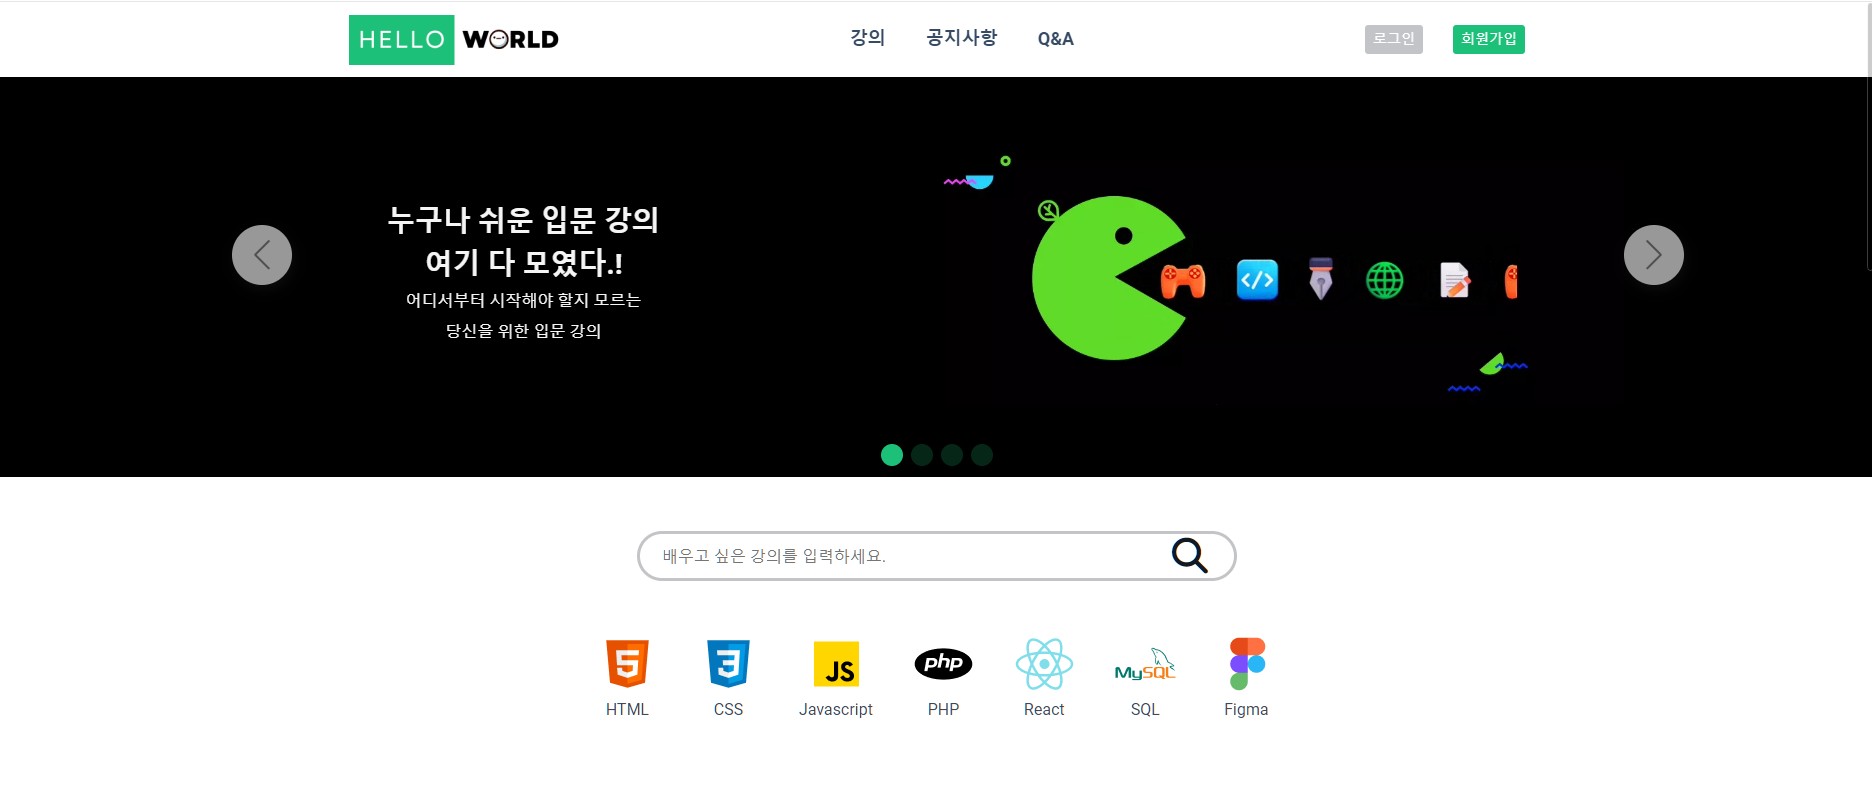 HELLO WORLD
강의 공지사항 Q&A
로그인 회원가입
누구나 쉬운 입문 강의
여기 다 모였다.!
어디서부터 시작해야 할지 모르는
당신을 위한 입문 강의
배우고 싶은 강의를 입력하세요.
5 3 JS php MySQL
HTML CSS Javascript PHP React SQL Figma